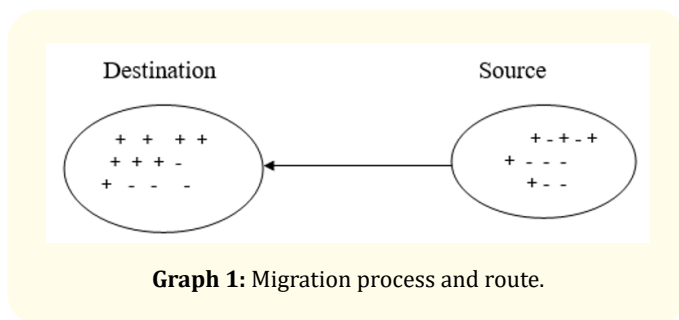 Destination
Source
+ + + +
+ + + -
+ - - -
+ - + - +
+ - - -
+ - -
Graph 1: Migration process and route.